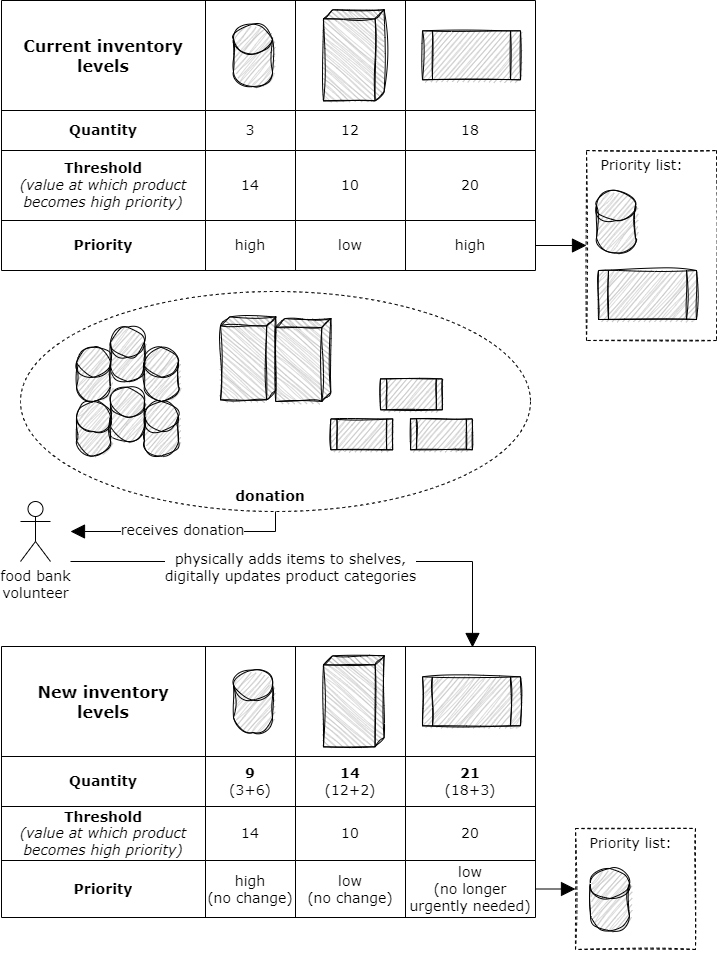 Current inventory
levels
Quantity
3
12
18
Threshold
(value at which product
becomes high priority)
14
10
20
Priority
high
low
high
Priority list:
donation
receives donation
food bank
volunteer
physically adds items to shelves,
digitally updates product categories
New inventory
levels
Quantity
9
(3+6)
14
(12+2)
21
(18+3)
Threshold
(value at which product
becomes high priority)
14
10
20
Priority
high
(no change)
low
(no change)
low
(no longer
urgently needed)
Priority list: